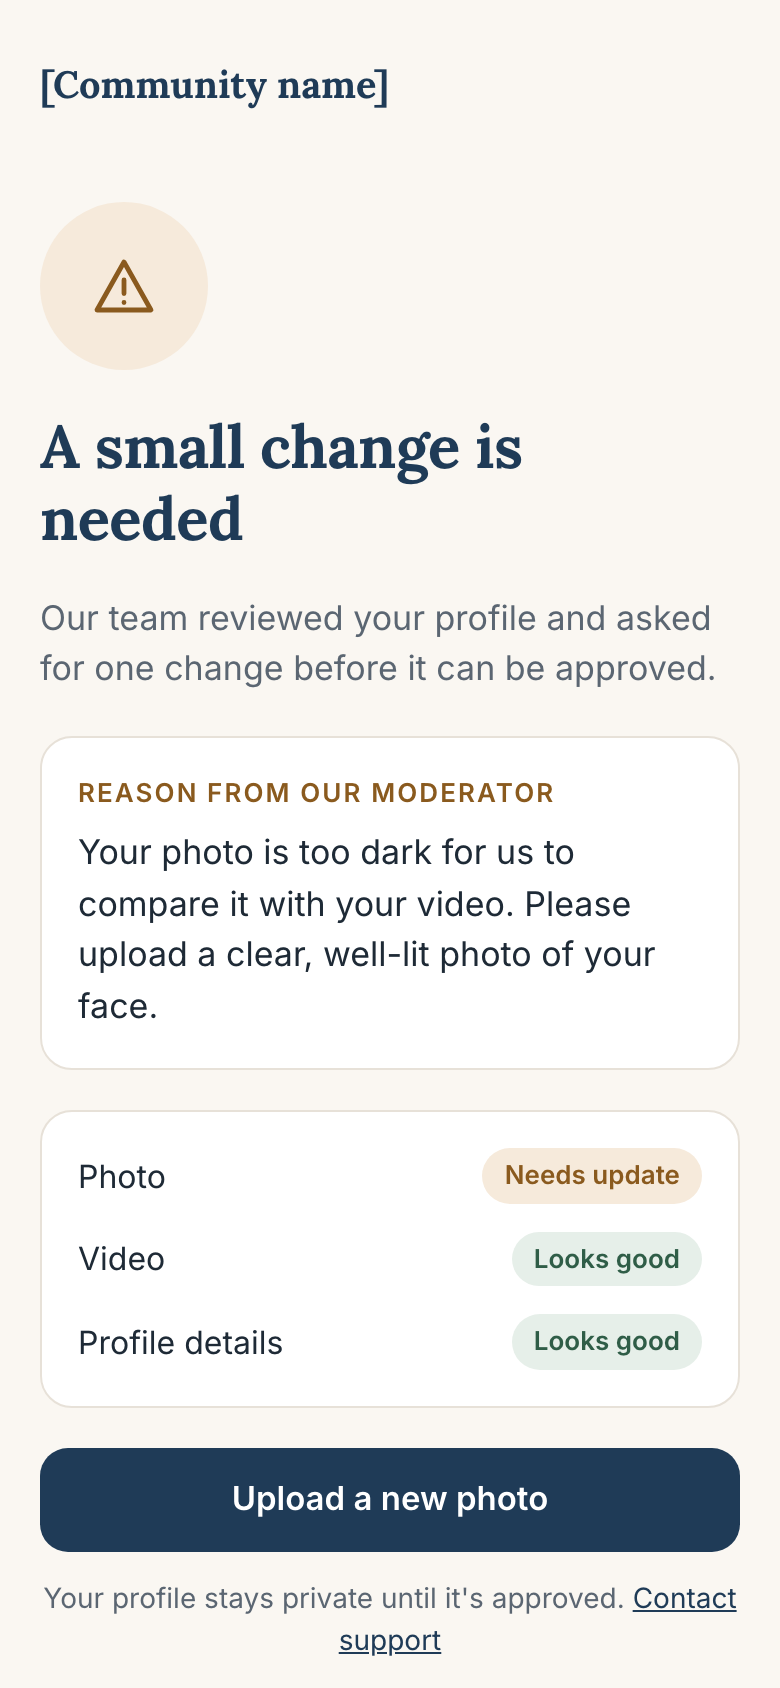 [Community name]
A small change is
needed
Our team reviewed your profile and asked
for one change before it can be approved.
REASON FROM OUR MODERATOR
Your photo is too dark for us to
compare it with your video. Please
upload a clear, well-lit photo of your
face.
Photo Needs update
Video Looks good
Profile details Looks good
Upload a new photo
Your profile stays private until it's approved. Contact
support